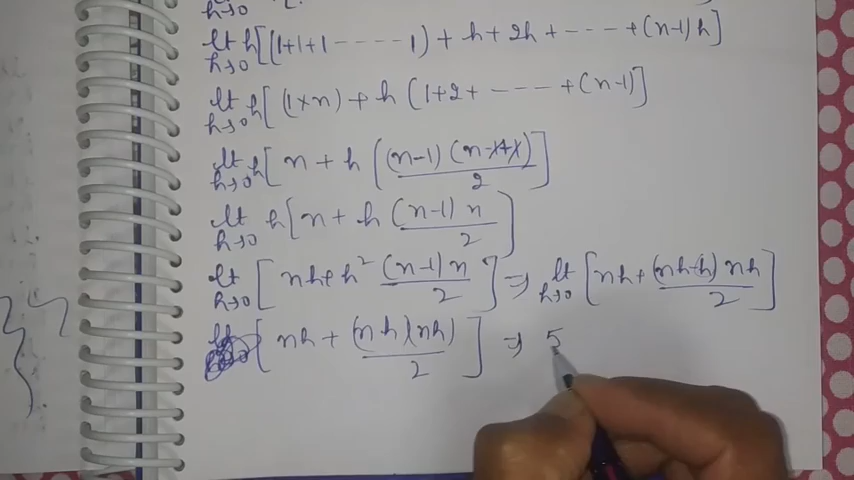 h→0 [
lt h→0 h[(1+1+1-----1) + h + 2h + ---- + (n-1)h]
lt h→0 h[(1×n) + h (1+2+ ---- + (n-1)]
lt h→0 h[n + h ((n-1)(n-1+1)/2)]
lt h→0 h[n + h (n-1) n/2]
lt h→0 [nh + h² (n-1)n/2] ⇒ lt h→0 [nh + (nh-h) nh/2]
[nh + (nh)(nh)/2] ⇒ 5